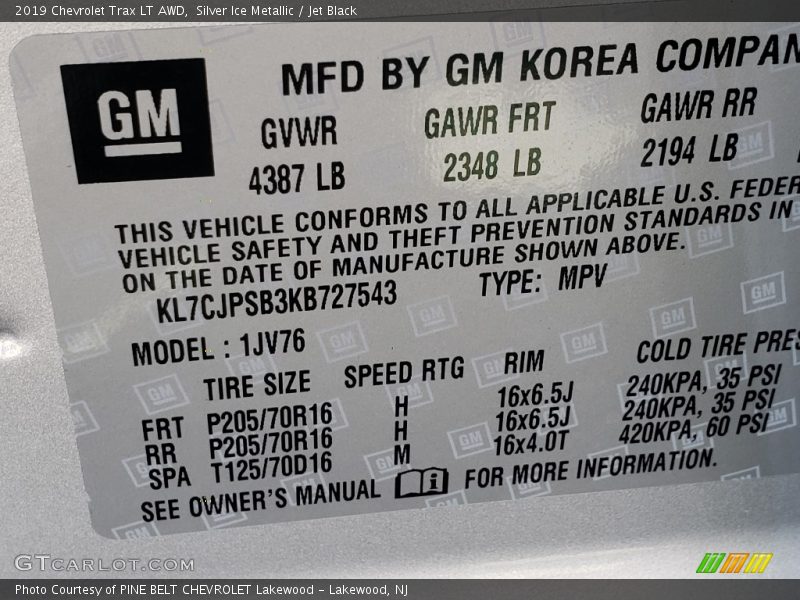 2019 Chevrolet Trax LT AWD, Silver Ice Metallic / Jet Black
GM
MFD BY GM KOREA COMPAN
GVWR GAWR FRT GAWR RR
4387 LB 2348 LB 2194 LB
THIS VEHICLE CONFORMS TO ALL APPLICABLE U.S. FEDER
VEHICLE SAFETY AND THEFT PREVENTION STANDARDS IN
ON THE DATE OF MANUFACTURE SHOWN ABOVE.
KL7CJPSB3KB727543 TYPE: MPV
MODEL : 1JV76
TIRE SIZE SPEED RTG RIM COLD TIRE PRES
FRT P205/70R16 H 16x6.5J 240KPA, 35 PSI
RR P205/70R16 H 16x6.5J 240KPA, 35 PSI
SPA T125/70D16 M 16x4.0T 420KPA, 60 PSI
SEE OWNER'S MANUAL FOR MORE INFORMATION.
GTCARLOT.COM
Photo Courtesy of PINE BELT CHEVROLET Lakewood - Lakewood, NJ